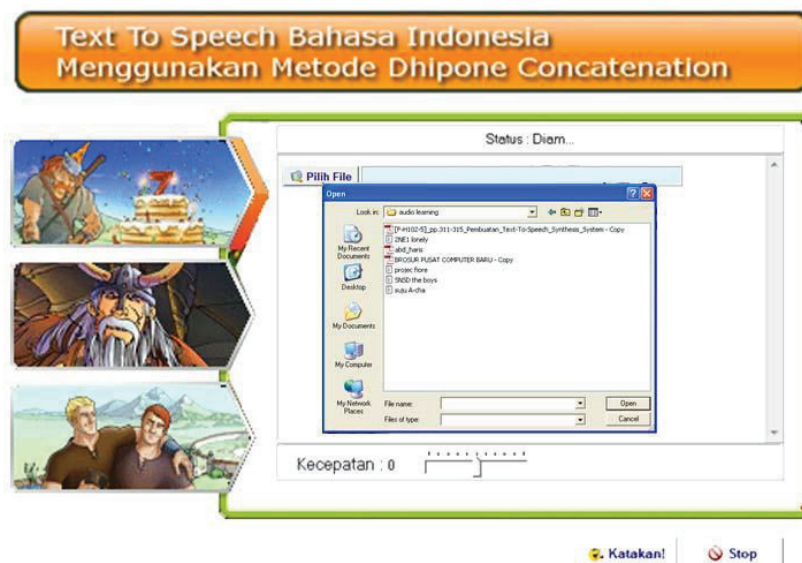 Text To Speech Bahasa Indonesia
Menggunakan Metode Dhipone Concatenation
Status : Diam...
Pilih File
Open
Look in:
audio learning
My Recent
Documents
Desktop
My Documents
My Computer
My Network
Places
[P-H102-5]_pp.311-315_Pembuatan_Text-To-Speech_Synthesis_System - Copy
2NE1 lonely
abd_haris
BROSUR PUSAT COMPUTER BARU - Copy
projec fiore
SNSD the boys
susu A-cha
File name:
Open
Files of type:
Cancel
Kecepatan : 0
Katakan!
Stop
7